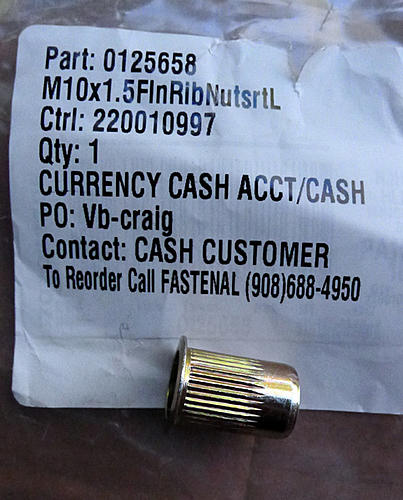 Part: 0125658
M10x1.5FlnRibNutsrtL
Ctrl: 220010997
Qty: 1
CURRENCY CASH ACCT/CASH
PO: Vb-craig
Contact: CASH CUSTOMER
To Reorder Call FASTENAL (908)688-4950